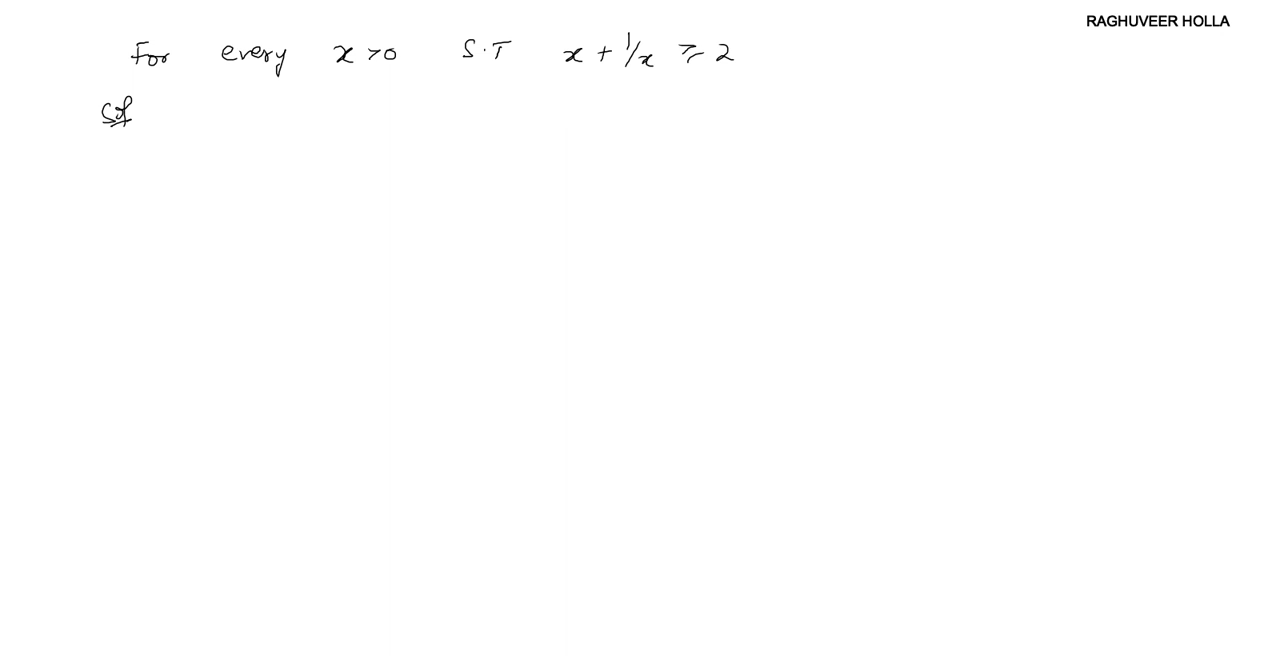 RAGHUVEER HOLLA
For every x > 0 S.T x + 1/x ⩾ 2
Sol